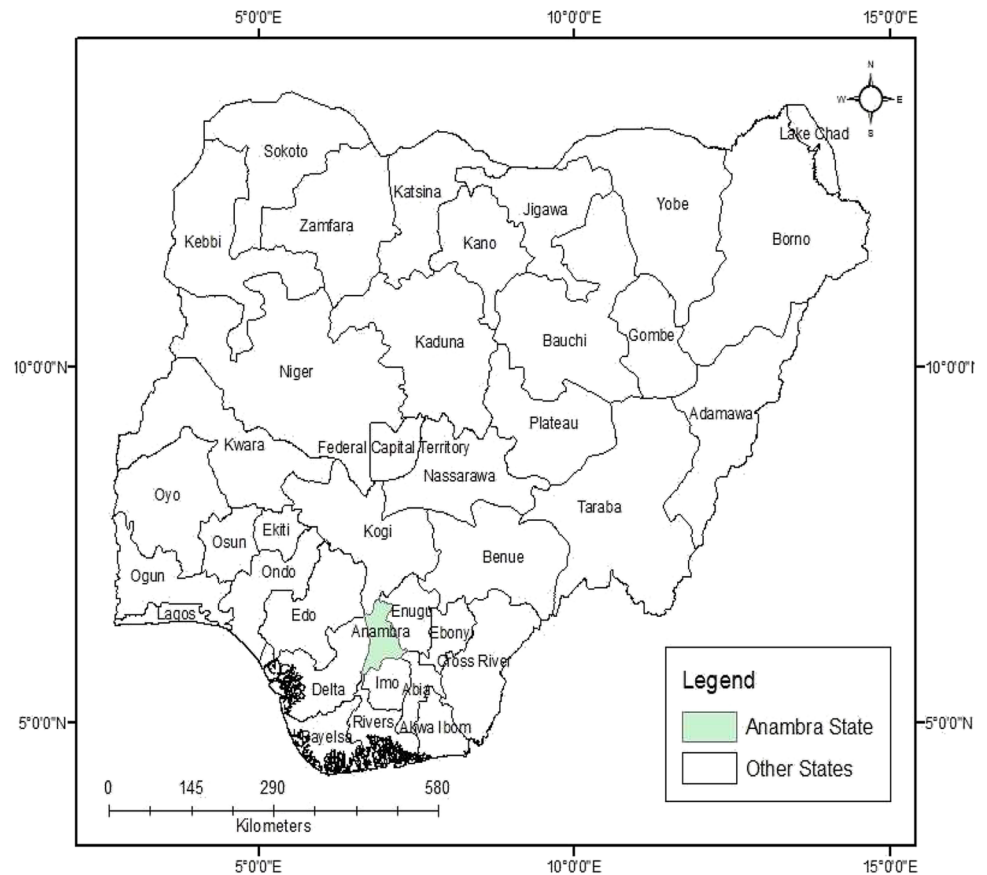 5°0'0"E 10°0'0"E 15°0'0"E
N
W E
S
Lake Chad
Sokoto
Katsina
Zamfara
Jigawa
Yobe
Kebbi
Kano
Borno
Kaduna
Bauchi
Gombe
10°0'0"N
10°0'0"N
Niger
Plateau
Adamawa
Kwara
Federal Capital Territory
Nassarawa
Oyo
Taraba
Kogi
Osun
Ekiti
Benue
Ogun
Ondo
Lagos
Edo
Enugu
Anambra
Ebony
Cross River
Delta
Imo
Abia
Rivers
Akwa Ibom
Bayelsa
5°0'0"N
5°0'0"N
Legend
Anambra State
Other States
0 145 290 580
Kilometers
5°0'0"E 10°0'0"E 15°0'0"E